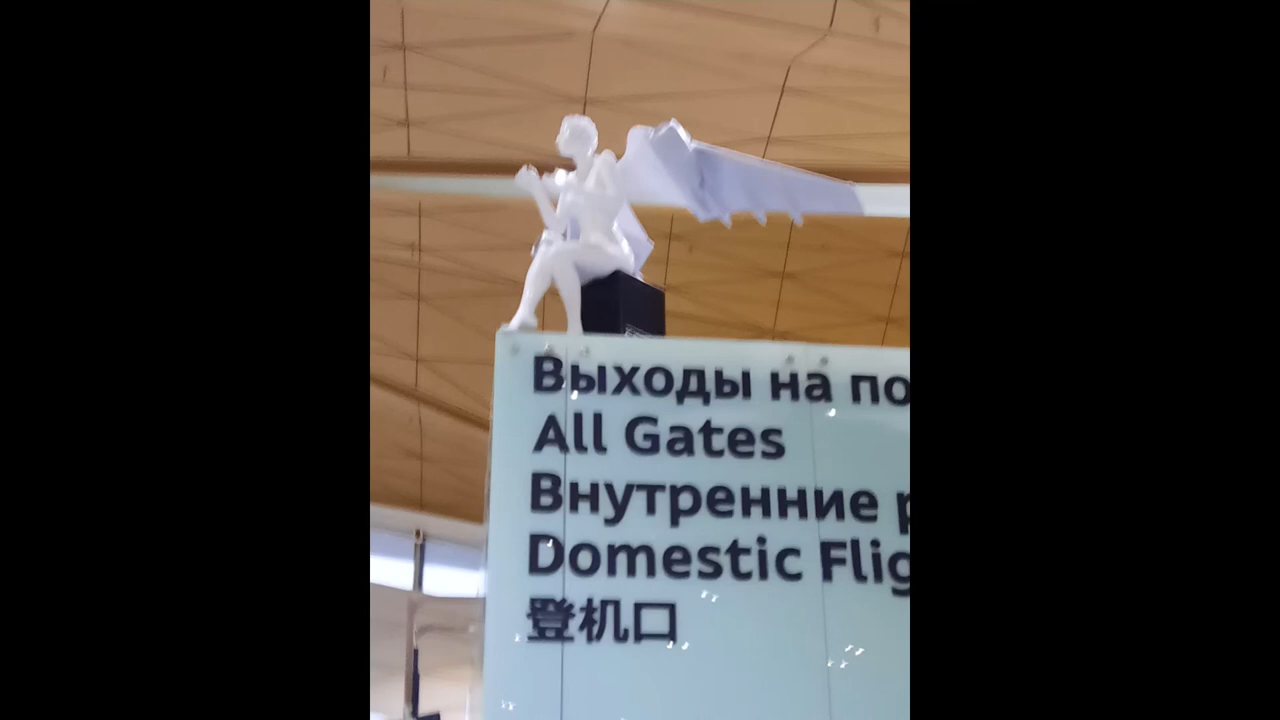 Выходы на по
All Gates
Внутренние р
Domestic Flig
登机口